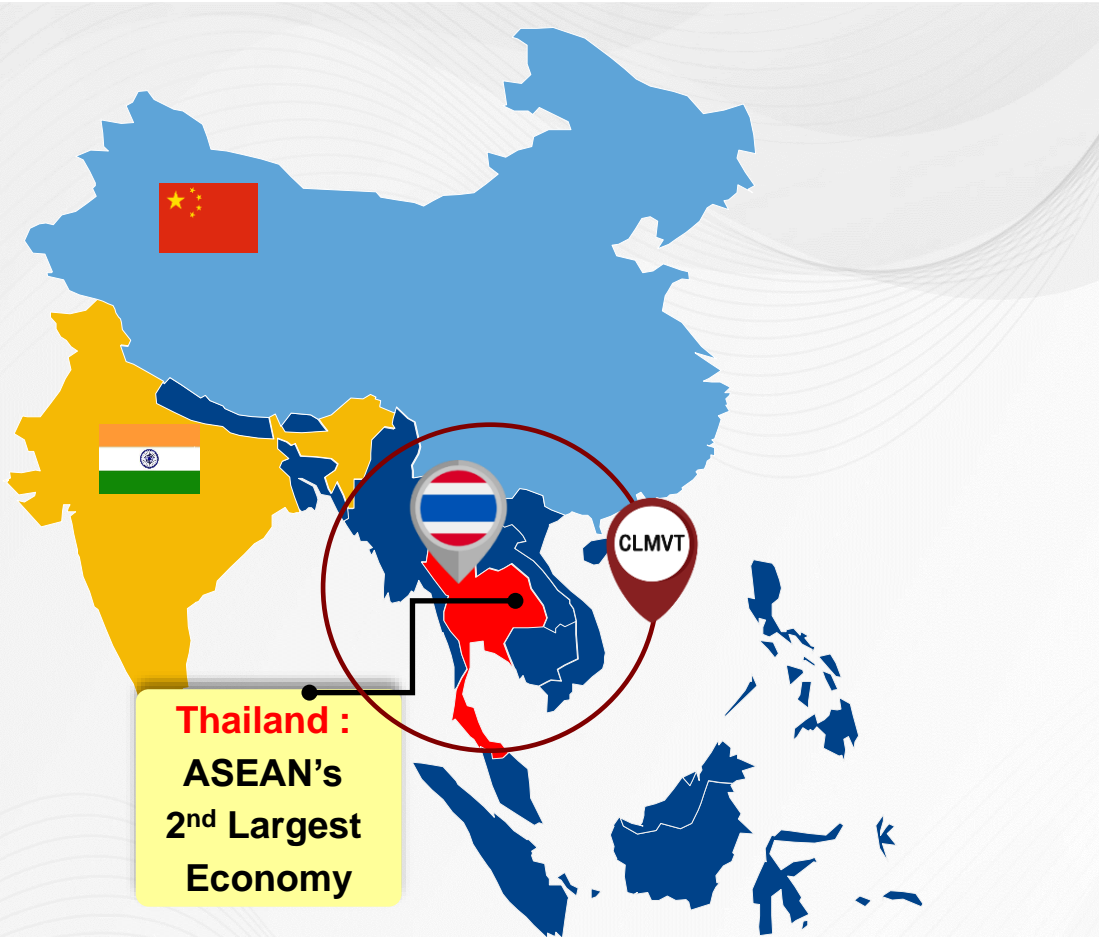 CLMVT
Thailand :
ASEAN’s
2nd Largest
Economy